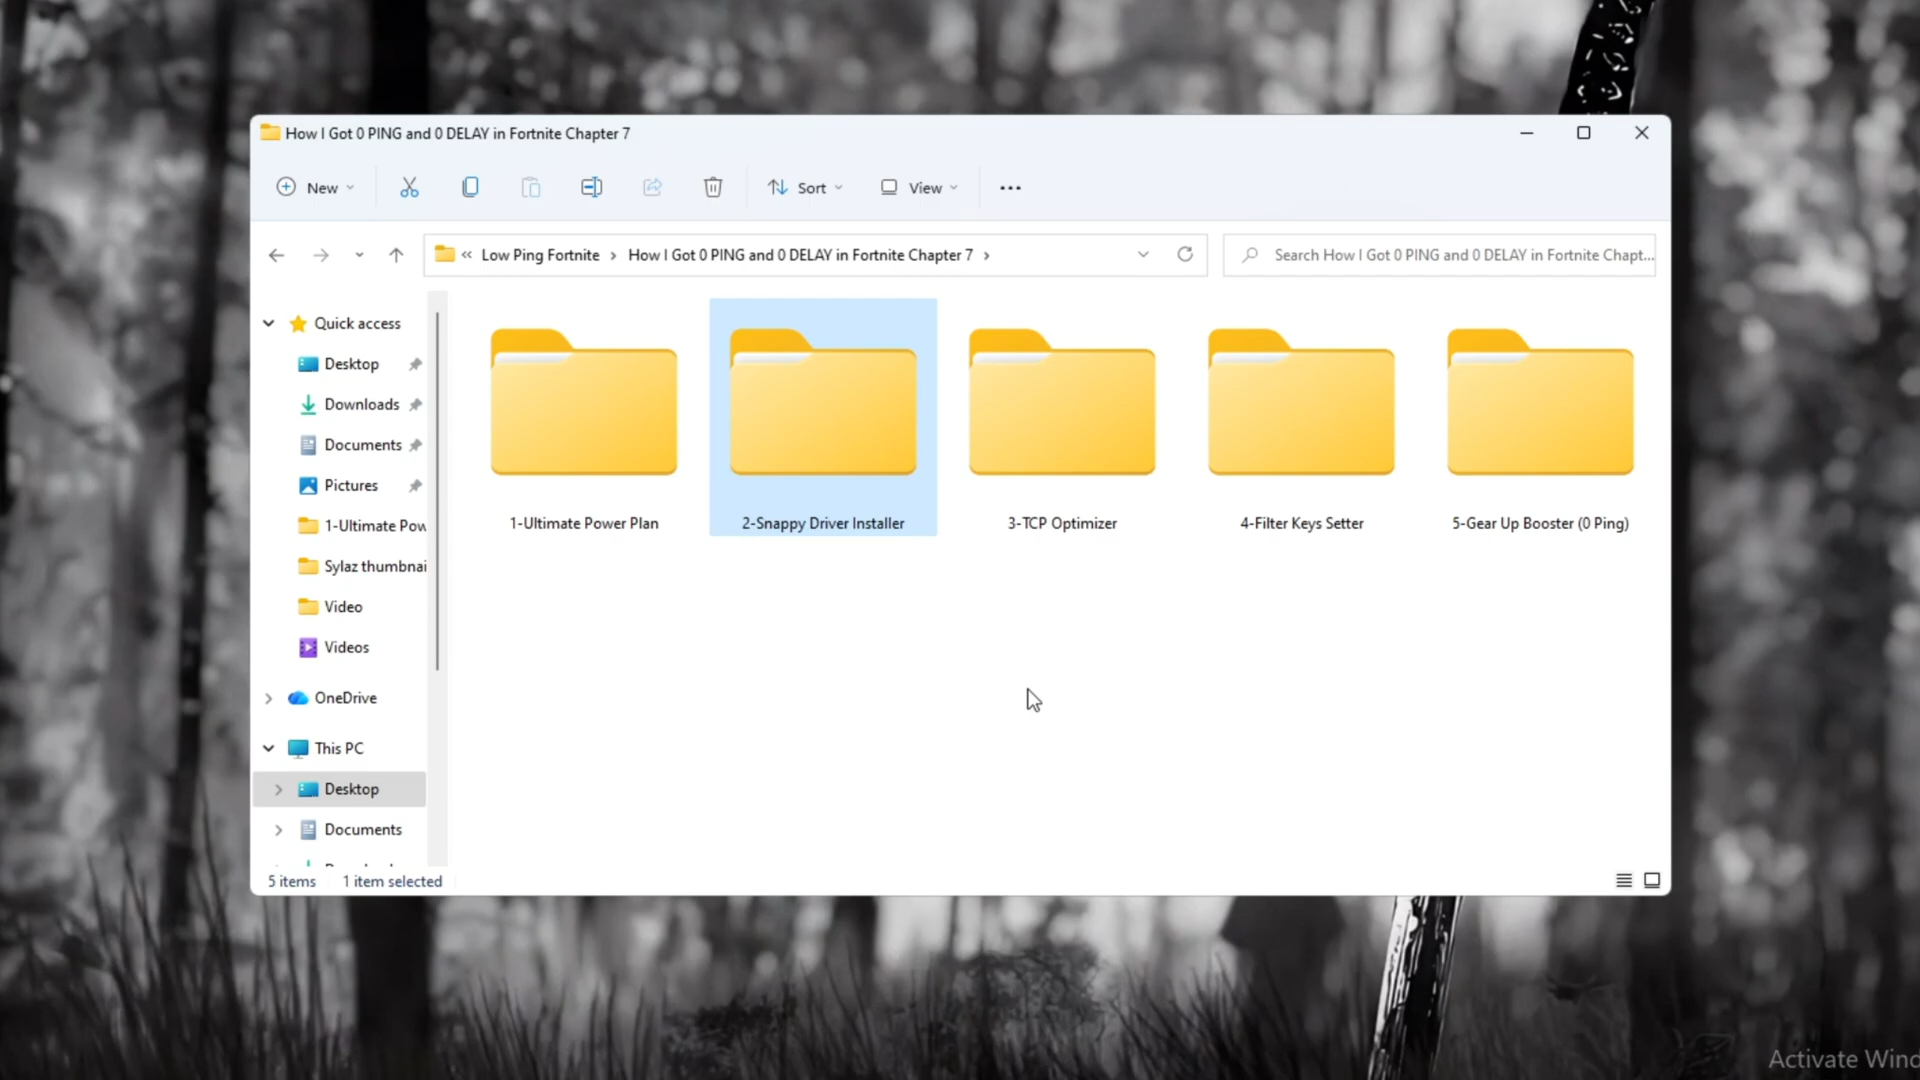 How I Got 0 PING and 0 DELAY in Fortnite Chapter 7
New
Sort
View
« Low Ping Fortnite › How I Got 0 PING and 0 DELAY in Fortnite Chapter 7 ›
Search How I Got 0 PING and 0 DELAY in Fortnite Chapt...
Quick access
Desktop
Downloads
Documents
Pictures
1-Ultimate Pow
Sylaz thumbnai
Video
Videos
OneDrive
This PC
Desktop
Documents
1-Ultimate Power Plan
2-Snappy Driver Installer
3-TCP Optimizer
4-Filter Keys Setter
5-Gear Up Booster (0 Ping)
5 items
1 item selected
Activate Wind